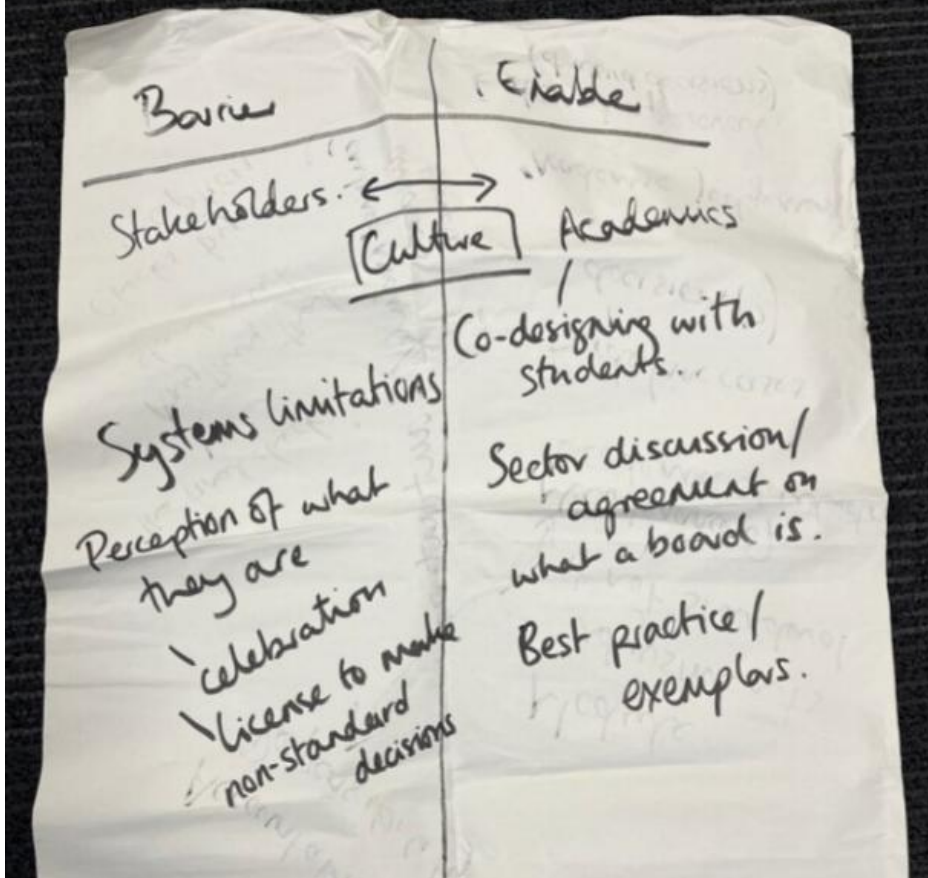 Barrier
Enable
Stakeholders. ↔
Culture
Academics
Co-designing with
students.
Systems limitations
Perception of what
they are
\ celebration
\ license to make
non-standard
decisions
Sector discussion/
agreement on
what a board is.
Best practice/
exemplars.